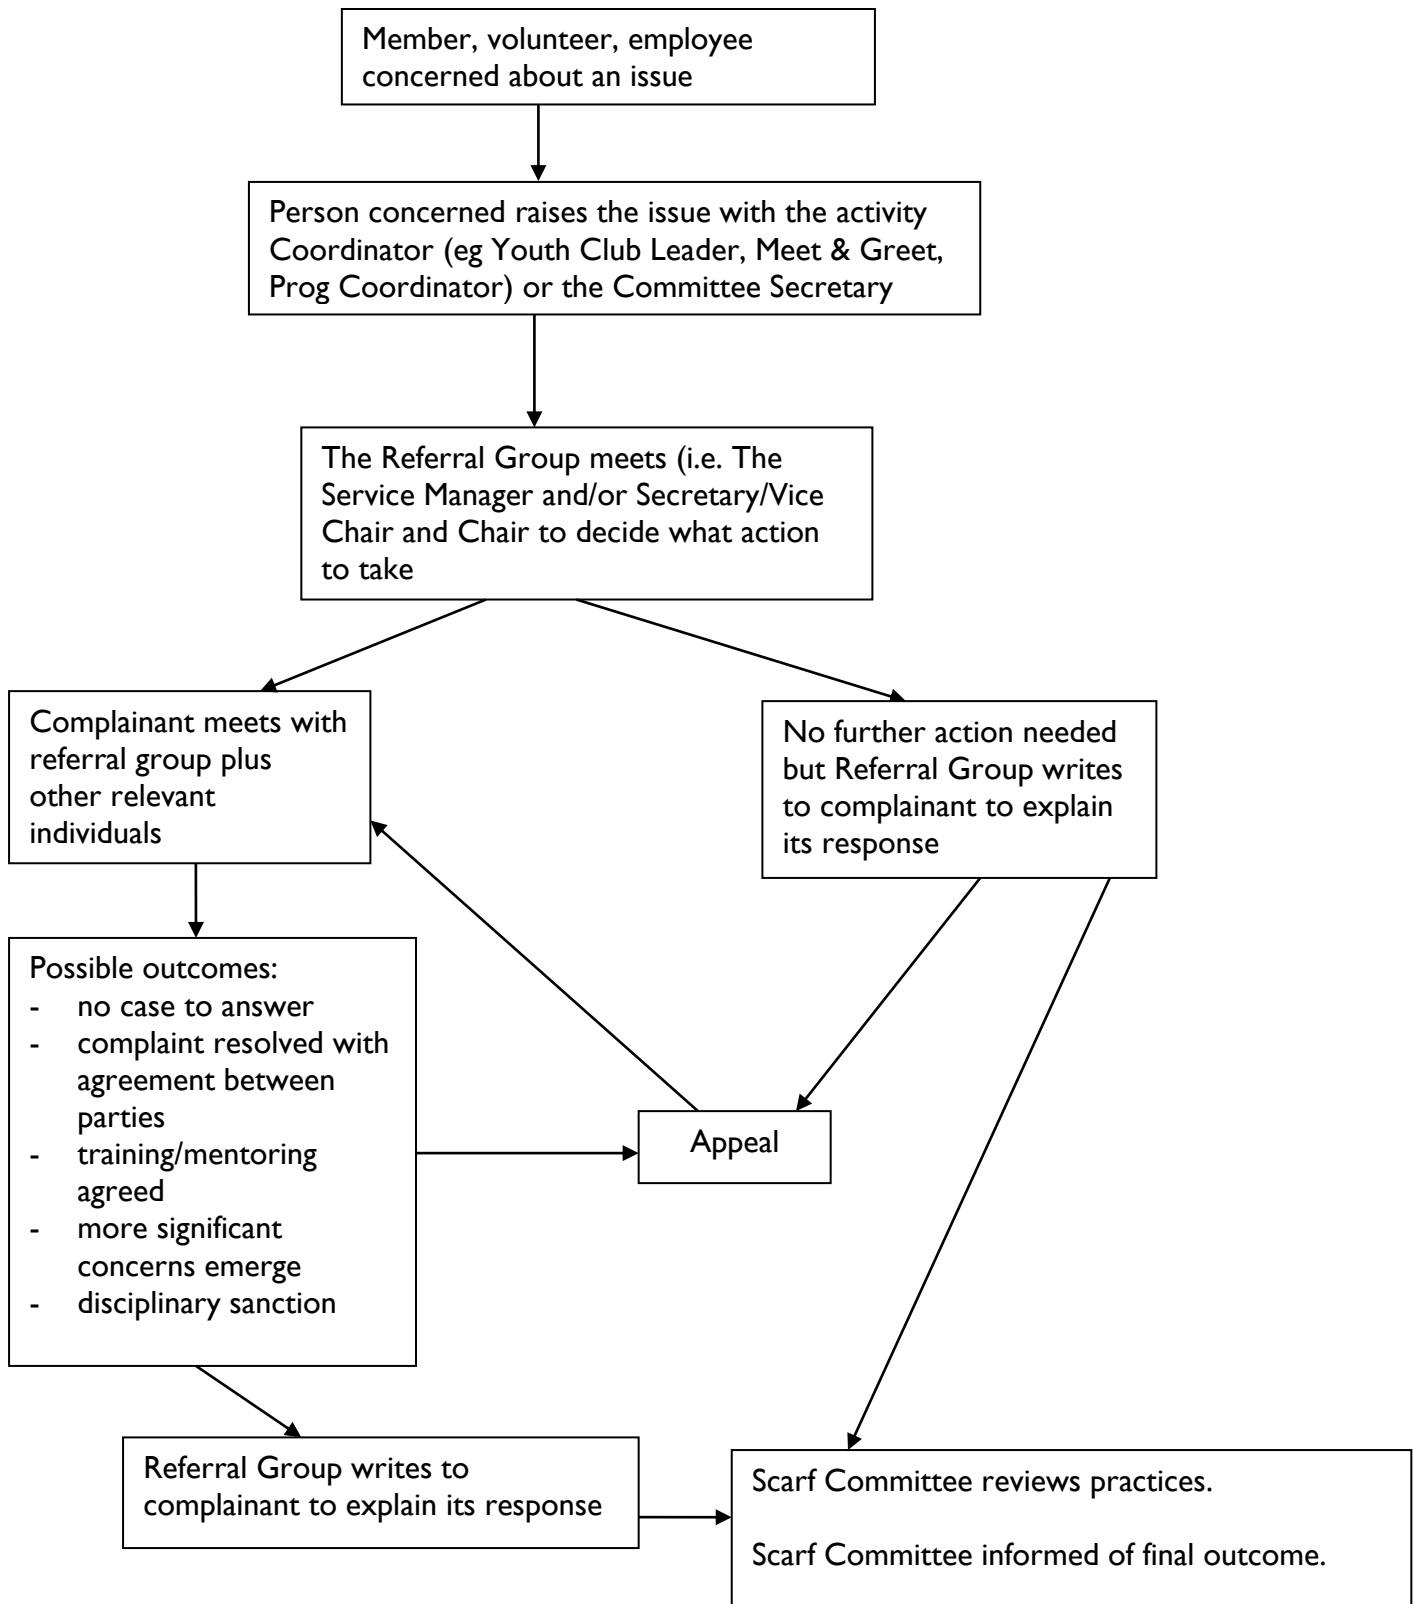 Member, volunteer, employee
concerned about an issue
Person concerned raises the issue with the activity
Coordinator (eg Youth Club Leader, Meet & Greet,
Prog Coordinator) or the Committee Secretary
The Referral Group meets (i.e. The
Service Manager and/or Secretary/Vice
Chair and Chair to decide what action
to take
Complainant meets with
referral group plus
other relevant
individuals
No further action needed
but Referral Group writes
to complainant to explain
its response
Possible outcomes:
- no case to answer
- complaint resolved with
agreement between
parties
- training/mentoring
agreed
- more significant
concerns emerge
- disciplinary sanction
Appeal
Referral Group writes to
complainant to explain its response
Scarf Committee reviews practices.
Scarf Committee informed of final outcome.